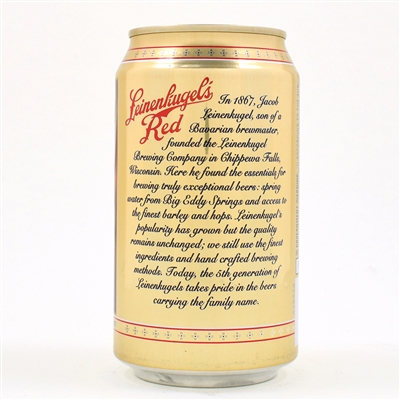 Leinenkugel's
Red
In 1867, Jacob
Leinenkugel, son of a
Bavarian brewmaster,
founded the Leinenkugel
Brewing Company in Chippewa Falls,
Wisconsin. Here he found the essentials for
brewing truly exceptional beers: spring
water from Big Eddy Springs and access to
the finest barley and hops. Leinenkugel's
popularity has grown but the quality
remains unchanged; we still use the finest
ingredients and hand crafted brewing
methods. Today, the 5th generation of
Leinenkugels takes pride in the beers
carrying the family name.